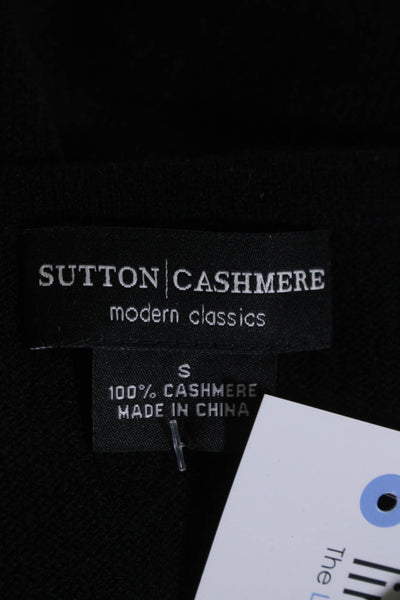 SUTTON|CASHMERE
modern classics
S
100% CASHMERE
MADE IN CHINA
The